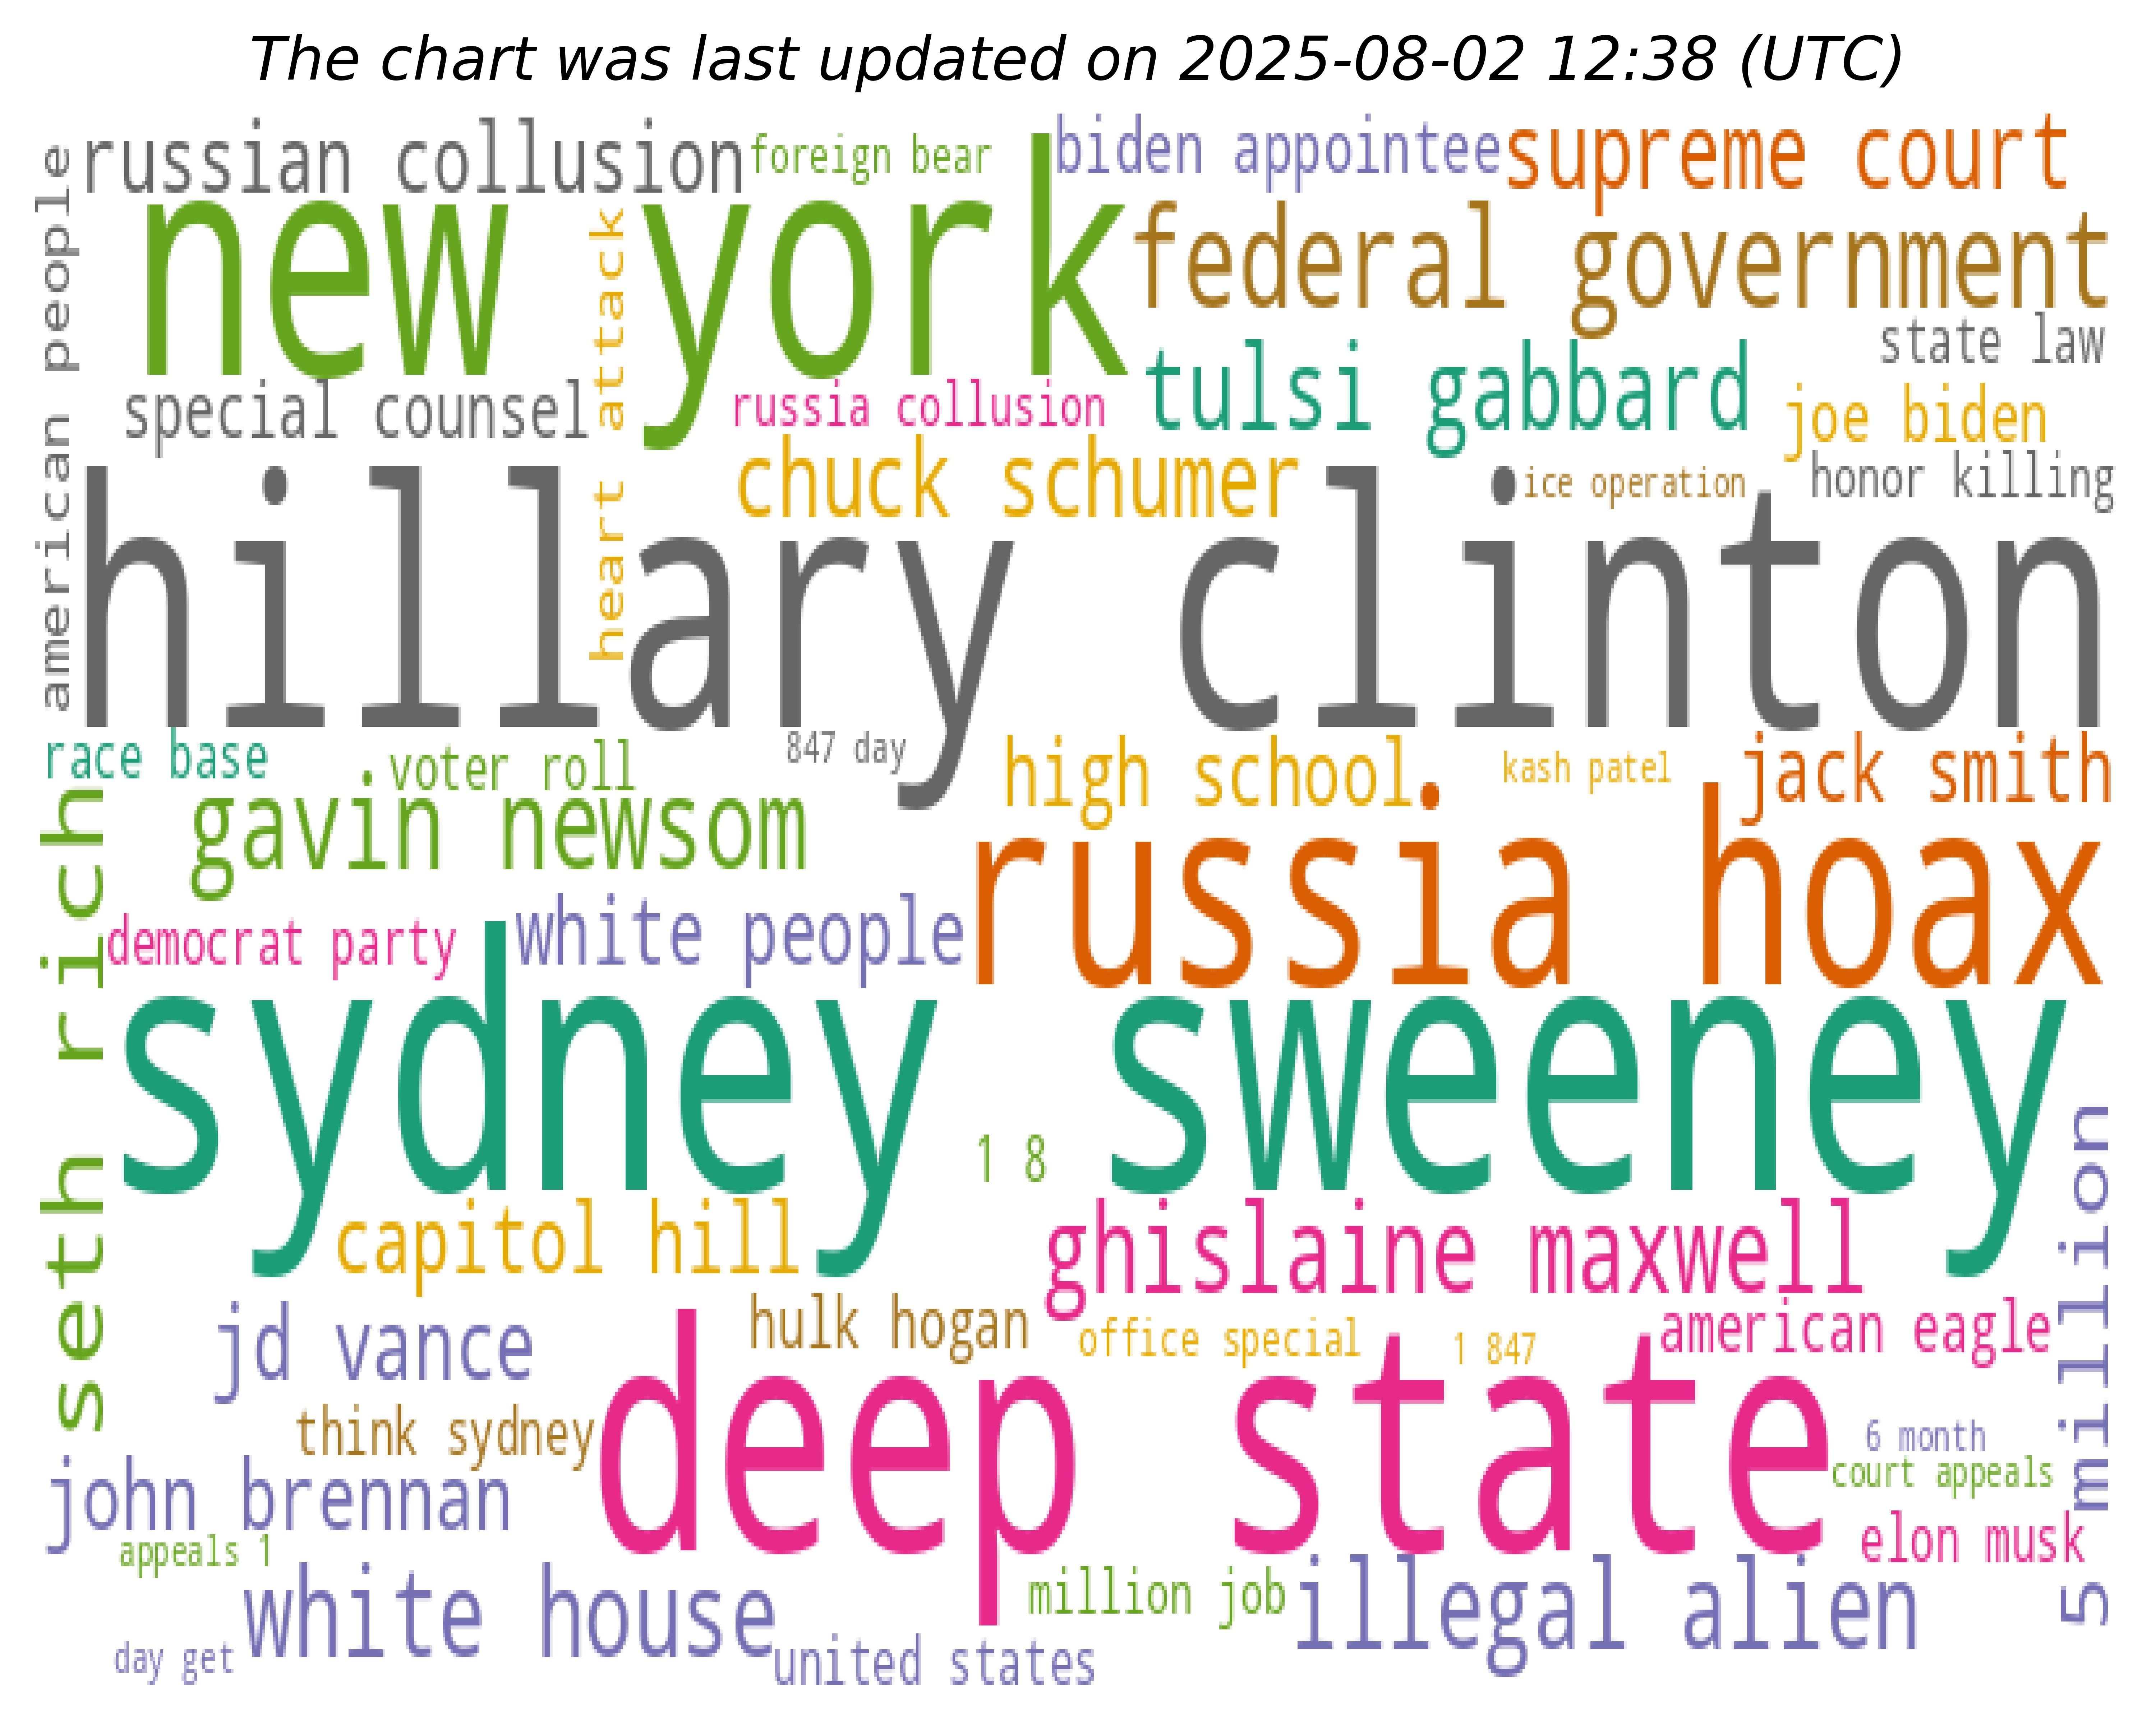 The chart was last updated on 2025-08-02 12:38 (UTC)
american people
russian collusion
foreign bear
biden appointee
supreme court
new york
federal government
heart attack
state law
tulsi gabbard
special counsel
russia collusion
joe biden
chuck schumer
ice operation
honor killing
hillary clinton
race base
voter roll
847 day
high school
kash patel
jack smith
seth rich
gavin newsom
russia hoax
democrat party
white people
sydney sweeney
1 8
5 million
capitol hill
ghislaine maxwell
jd vance
hulk hogan
office special
1 847
american eagle
deep state
think sydney
6 month
court appeals
john brennan
elon musk
appeals 1
white house
million job
illegal alien
day get
united states